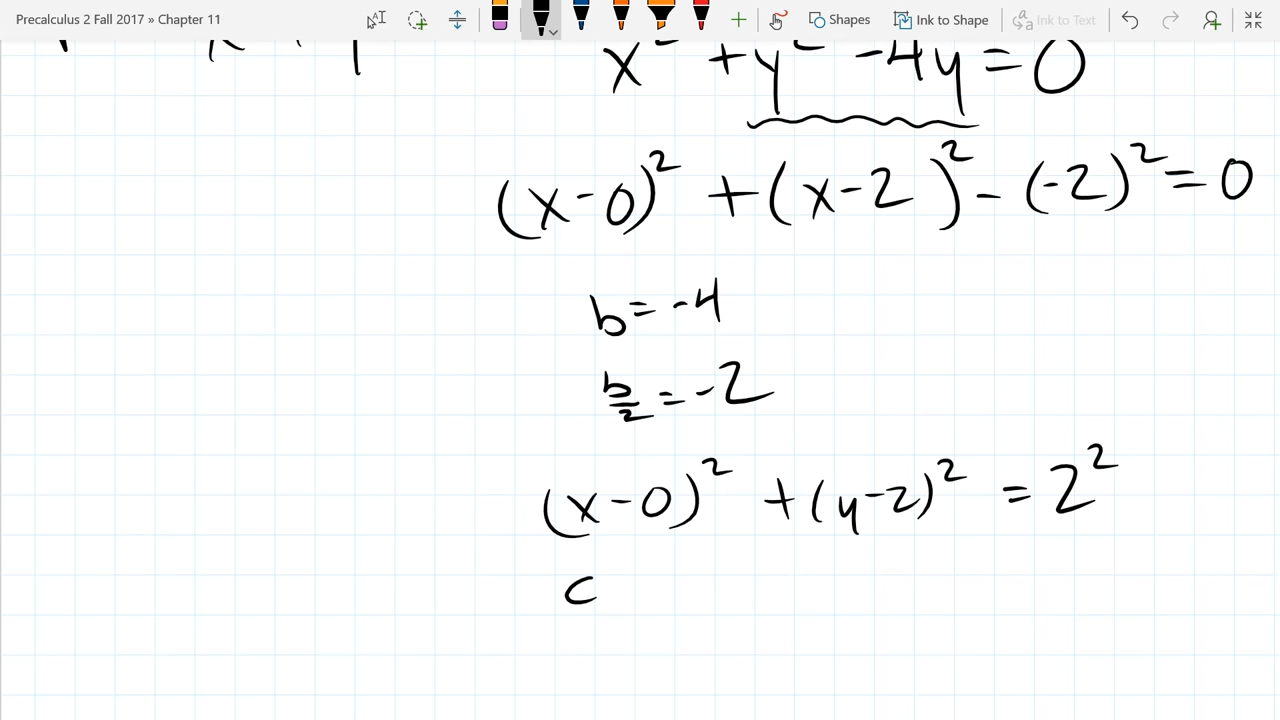 Precalculus 2 Fall 2017 » Chapter 11
Shapes
Ink to Shape
Ink to Text
x² + y² - 4y = 0
(x-0)² + (x-2)² - (-2)² = 0
b = -4
b/2 = -2
(x-0)² + (y-2)² = 2²
C